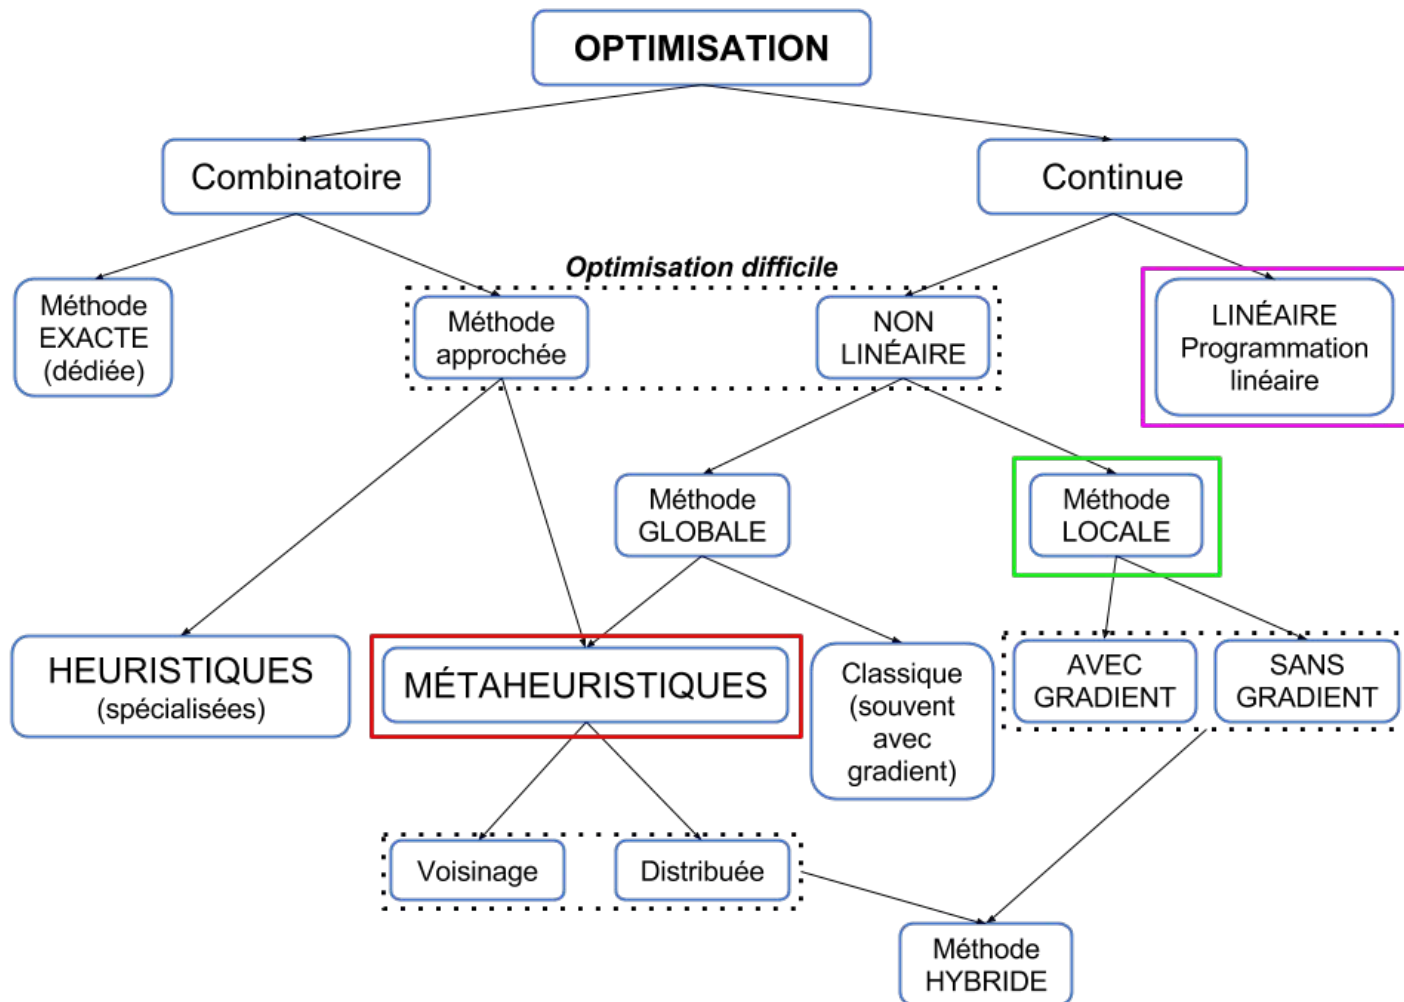 OPTIMISATION
Combinatoire
Continue
Optimisation difficile
Méthode
EXACTE
(dédiée)
Méthode
approchée
NON
LINÉAIRE
LINÉAIRE
Programmation
linéaire
Méthode
GLOBALE
Méthode
LOCALE
HEURISTIQUES
(spécialisées)
MÉTAHEURISTIQUES
Classique
(souvent
avec
gradient)
AVEC
GRADIENT
SANS
GRADIENT
Voisinage
Distribuée
Méthode
HYBRIDE